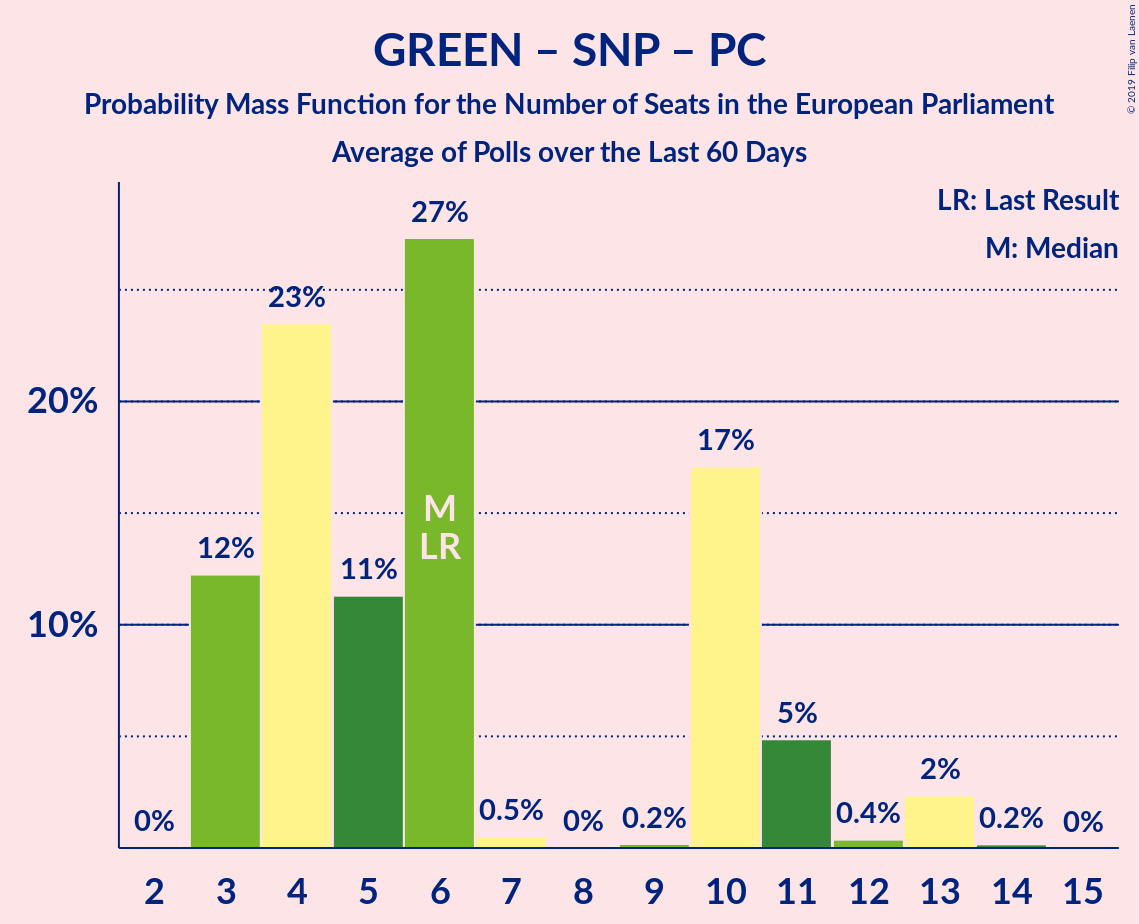 GREEN – SNP – PC
Probability Mass Function for the Number of Seats in the European Parliament
Average of Polls over the Last 60 Days
© 2019 Filip van Laenen
LR: Last Result
M: Median
20%
10%
0%
12%
23%
11%
27%
M
LR
0.5%
0%
0.2%
17%
5%
0.4%
2%
0.2%
0%
2 3 4 5 6 7 8 9 10 11 12 13 14 15